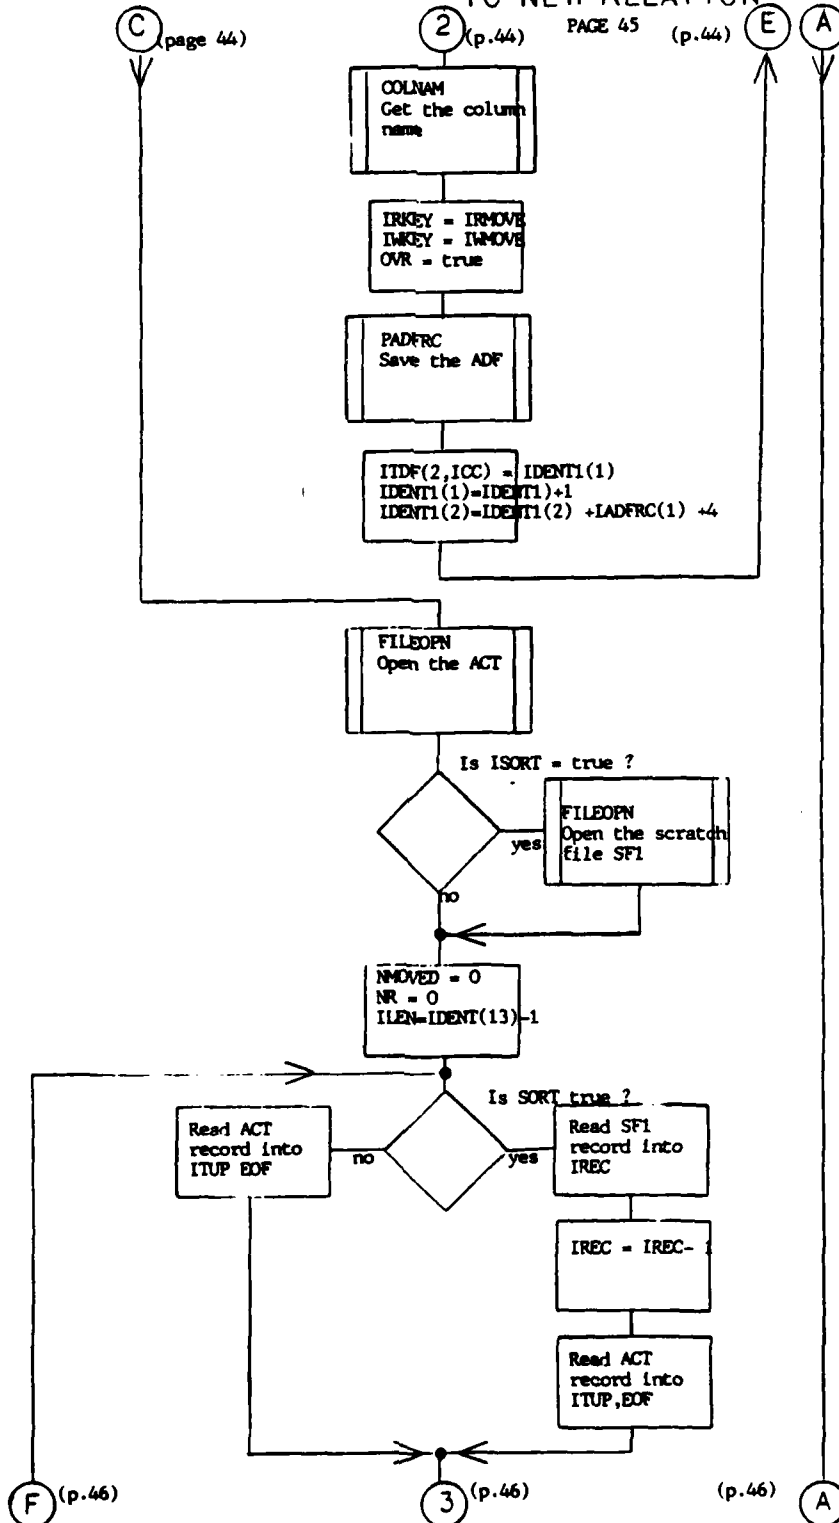 TO NEW RELATION
C (page 44) 2 (p.44) PAGE 45 (p.44) E A
COLNAM
Get the column
name
IRKEY = IRMOVE
IWKEY = IWMOVE
OVR = true
PADFRC
Save the ADF
ITDF(2,ICC) = IDENT1(1)
IDENT1(1)=IDENT1)+1
IDENT1(2)=IDENT1(2) +LADFRC(1) +4
FILEOPN
Open the ACT
Is ISORT = true ?
yes
FILEOPN
Open the scratch
file SF1
no
NMOVED = 0
NR = 0
ILEN=IDENT(13)-1
Is SORT true ?
Read ACT
record into
ITUP EOF
no
yes
Read SF1
record into
IREC
IREC = IREC- 1
Read ACT
record into
ITUP,EOF
F (p.46) 3 (p.46) (p.46) A